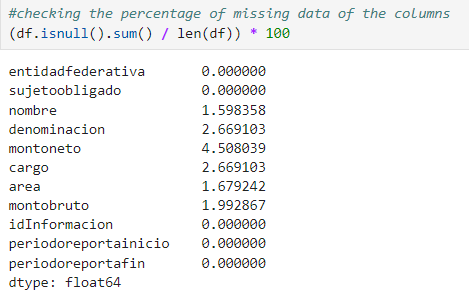 #checking the percentage of missing data of the columns
(df.isnull().sum() / len(df)) * 100
entidadfederativa 0.000000
sujetoobligado 0.000000
nombre 1.598358
denominacion 2.669103
montoneto 4.508039
cargo 2.669103
area 1.679242
montobruto 1.992867
idInformacion 0.000000
periodoreportainicio 0.000000
periodoreportafin 0.000000
dtype: float64